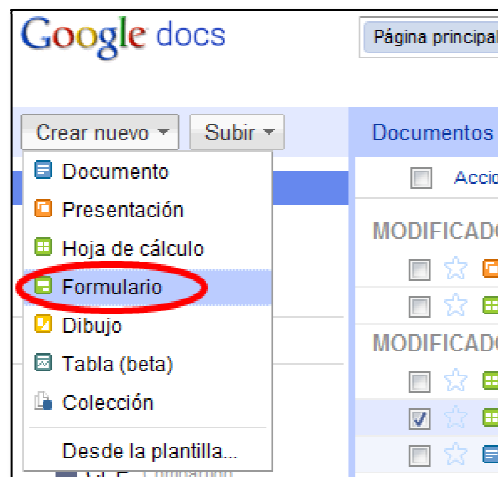 Google docs
Página principal
Crear nuevo Subir
Documentos
Documento
Accio
Presentación
MODIFICADO
Hoja de cálculo
Formulario
Dibujo
MODIFICADO
Tabla (beta)
Colección
Desde la plantilla...